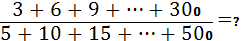 3 + 6 + 9 + ⋯ + 300
5 + 10 + 15 + ⋯ + 500
=?